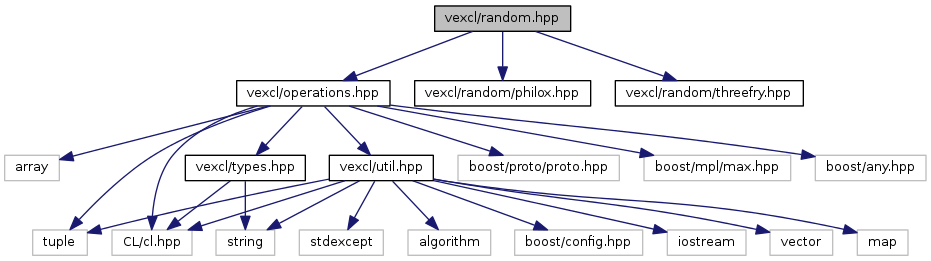 vexcl/random.hpp
vexcl/operations.hpp
vexcl/random/philox.hpp
vexcl/random/threefry.hpp
array
vexcl/types.hpp
vexcl/util.hpp
boost/proto/proto.hpp
boost/mpl/max.hpp
boost/any.hpp
tuple
CL/cl.hpp
string
stdexcept
algorithm
boost/config.hpp
iostream
vector
map